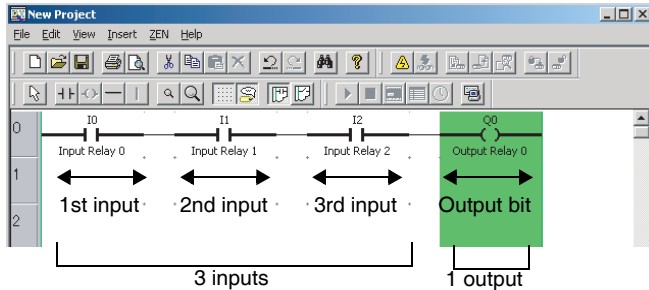 New Project
File Edit View Insert ZEN Help
0 I0 I1 I2 Q0
Input Relay 0 Input Relay 1 Input Relay 2 Output Relay 0
1
1st input 2nd input 3rd input Output bit
2
3 inputs 1 output